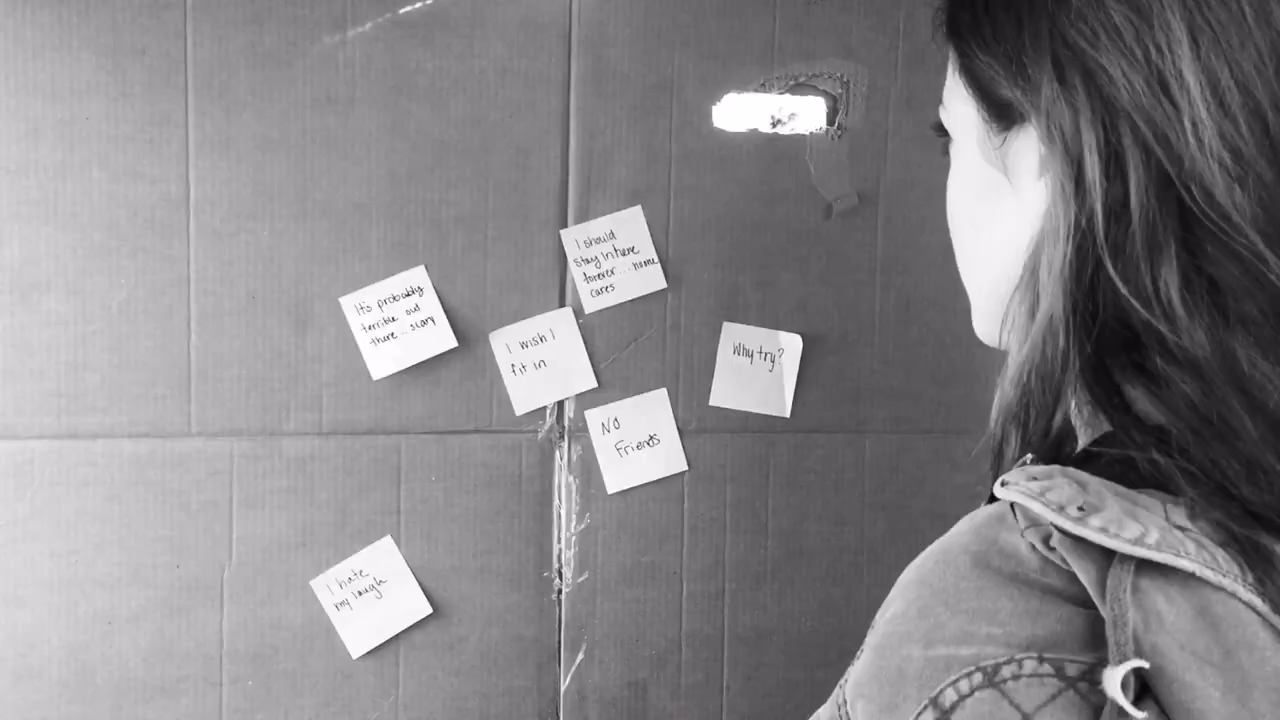 I should
stay in here
forever... no one
cares
It's probably
terrible out
there... scary
I wish I
fit in
Why try?
No
Friends
I hate
my laugh